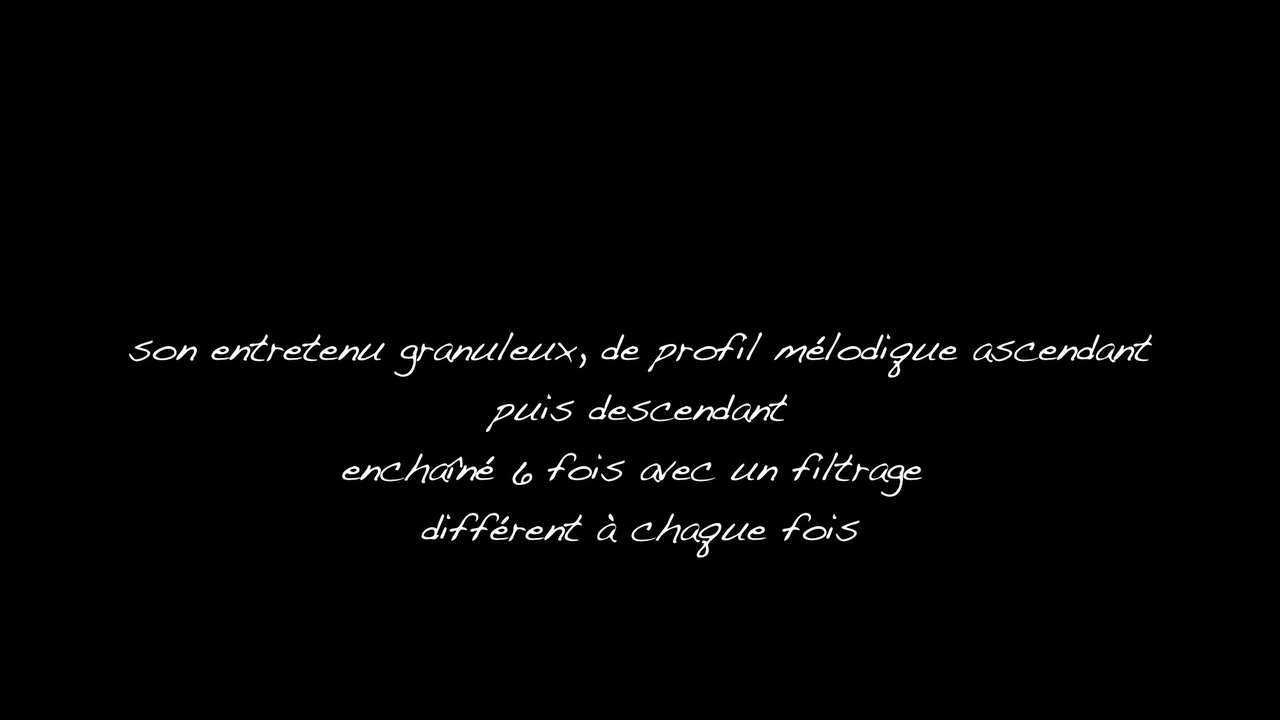 son entretenu granuleux, de profil mélodique ascendant
puis descendant
enchaîné 6 fois avec un filtrage
différent à chaque fois